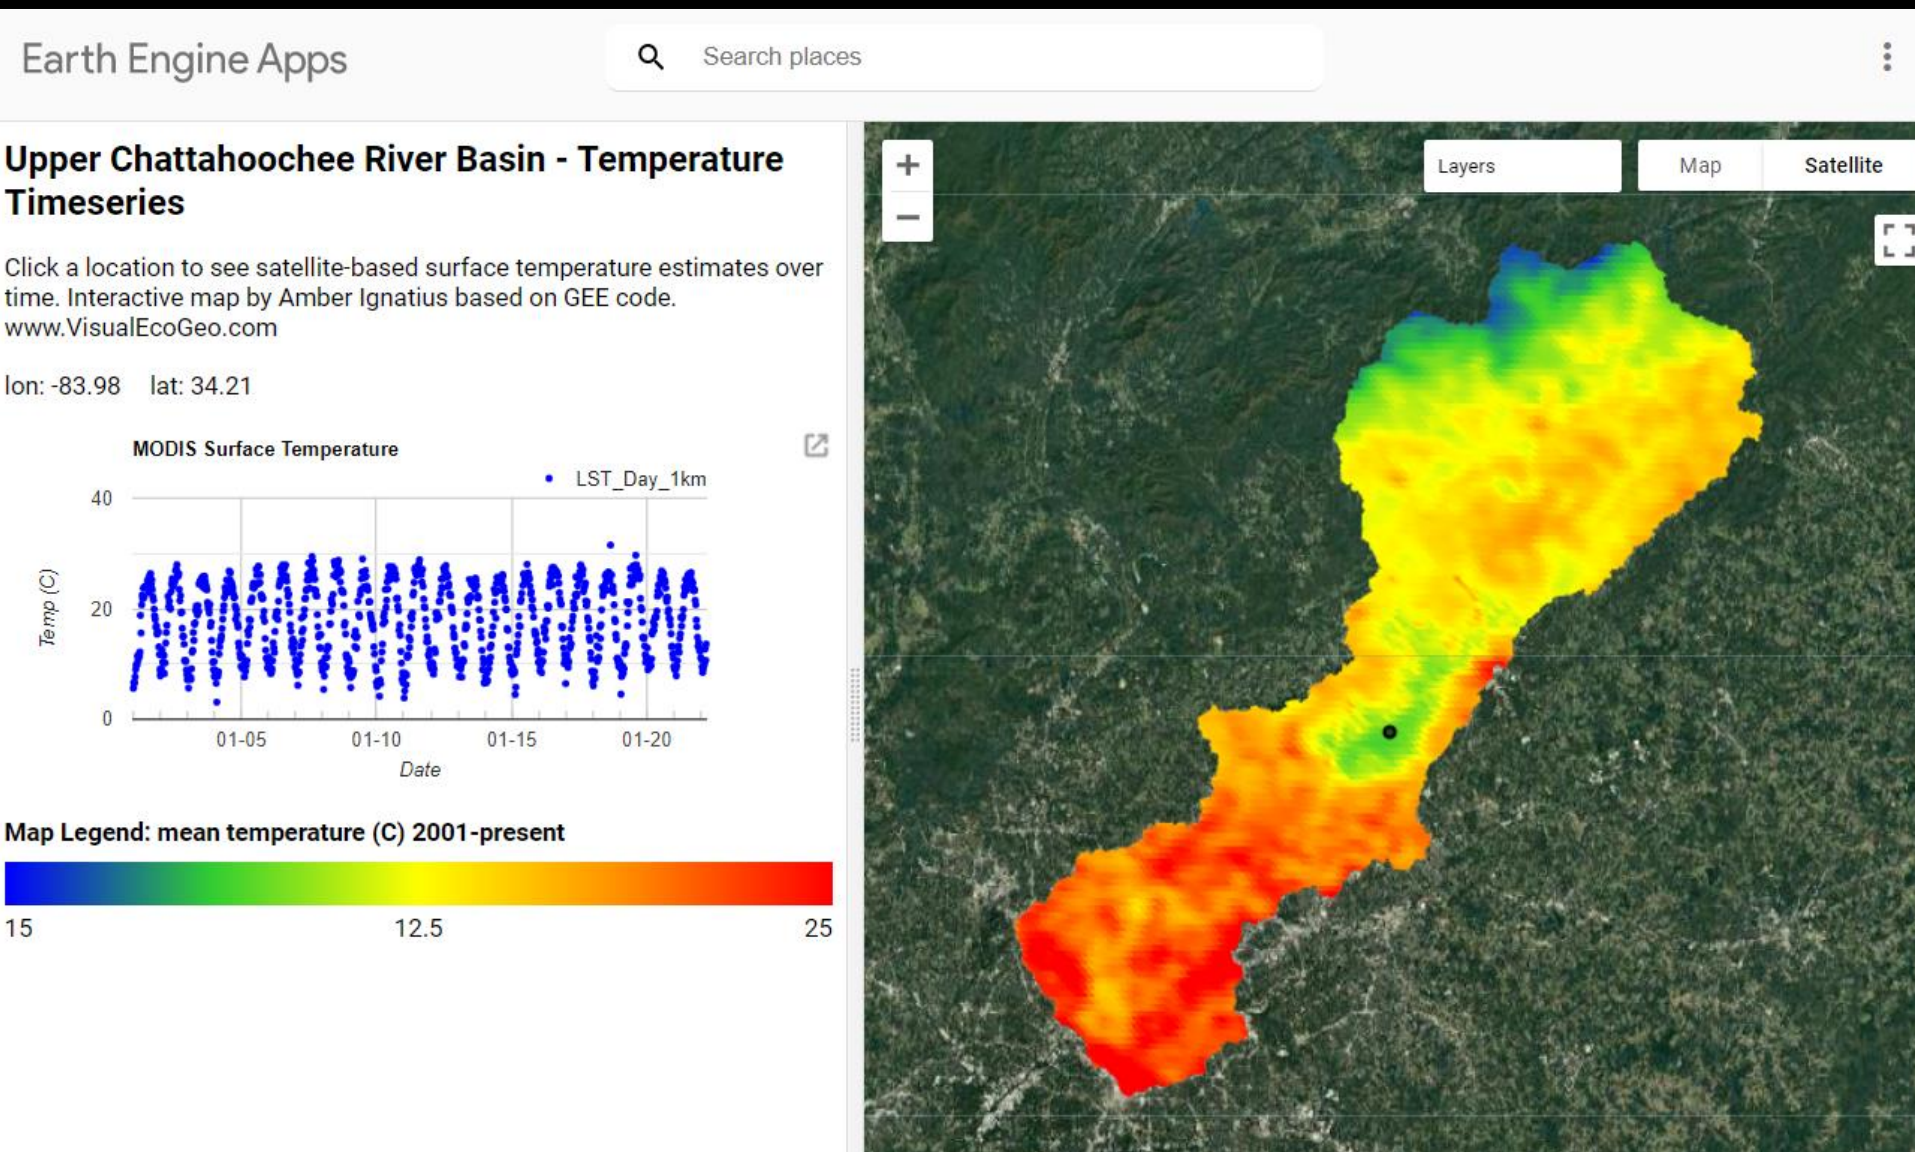 Earth Engine Apps
Search places
Upper Chattahoochee River Basin - Temperature
Timeseries
Click a location to see satellite-based surface temperature estimates over
time. Interactive map by Amber Ignatius based on GEE code.
www.VisualEcoGeo.com
lon: -83.98 lat: 34.21
MODIS Surface Temperature
LST_Day_1km
40
20
0
Temp (C)
01-05 01-10 01-15 01-20
Date
Map Legend: mean temperature (C) 2001-present
15 12.5 25
+
−
Layers
Map Satellite